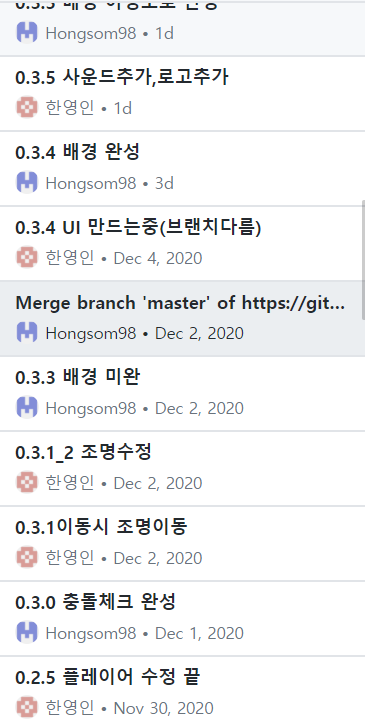 Hongsom98 • 1d
0.3.5 사운드추가,로고추가
한영인 • 1d
0.3.4 배경 완성
Hongsom98 • 3d
0.3.4 UI 만드는중(브랜치다름)
한영인 • Dec 4, 2020
Merge branch 'master' of https://git...
Hongsom98 • Dec 2, 2020
0.3.3 배경 미완
Hongsom98 • Dec 2, 2020
0.3.1_2 조명수정
한영인 • Dec 2, 2020
0.3.1이동시 조명이동
한영인 • Dec 2, 2020
0.3.0 충돌체크 완성
Hongsom98 • Dec 1, 2020
0.2.5 플레이어 수정 끝
한영인 • Nov 30, 2020